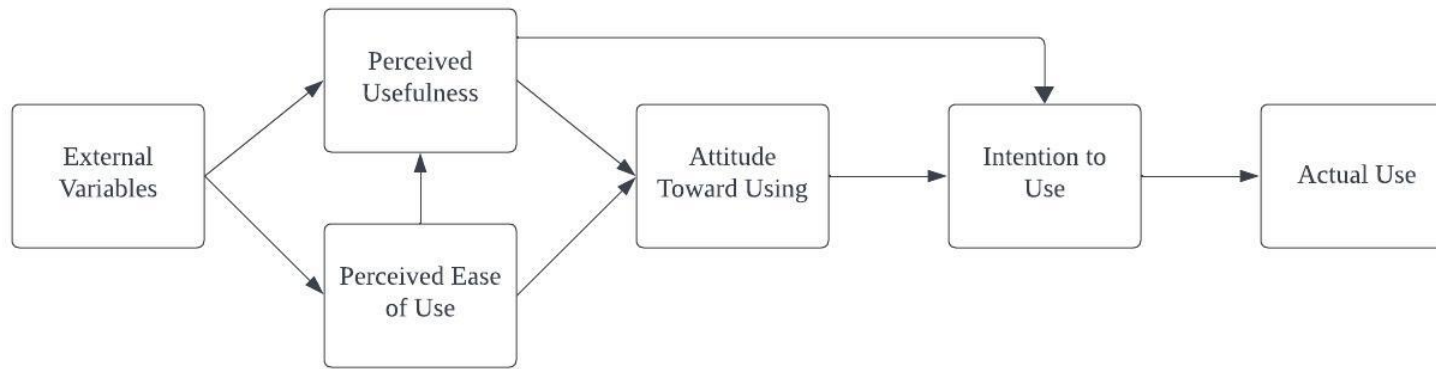 External
Variables
Perceived
Usefulness
Perceived Ease
of Use
Attitude
Toward Using
Intention to
Use
Actual Use